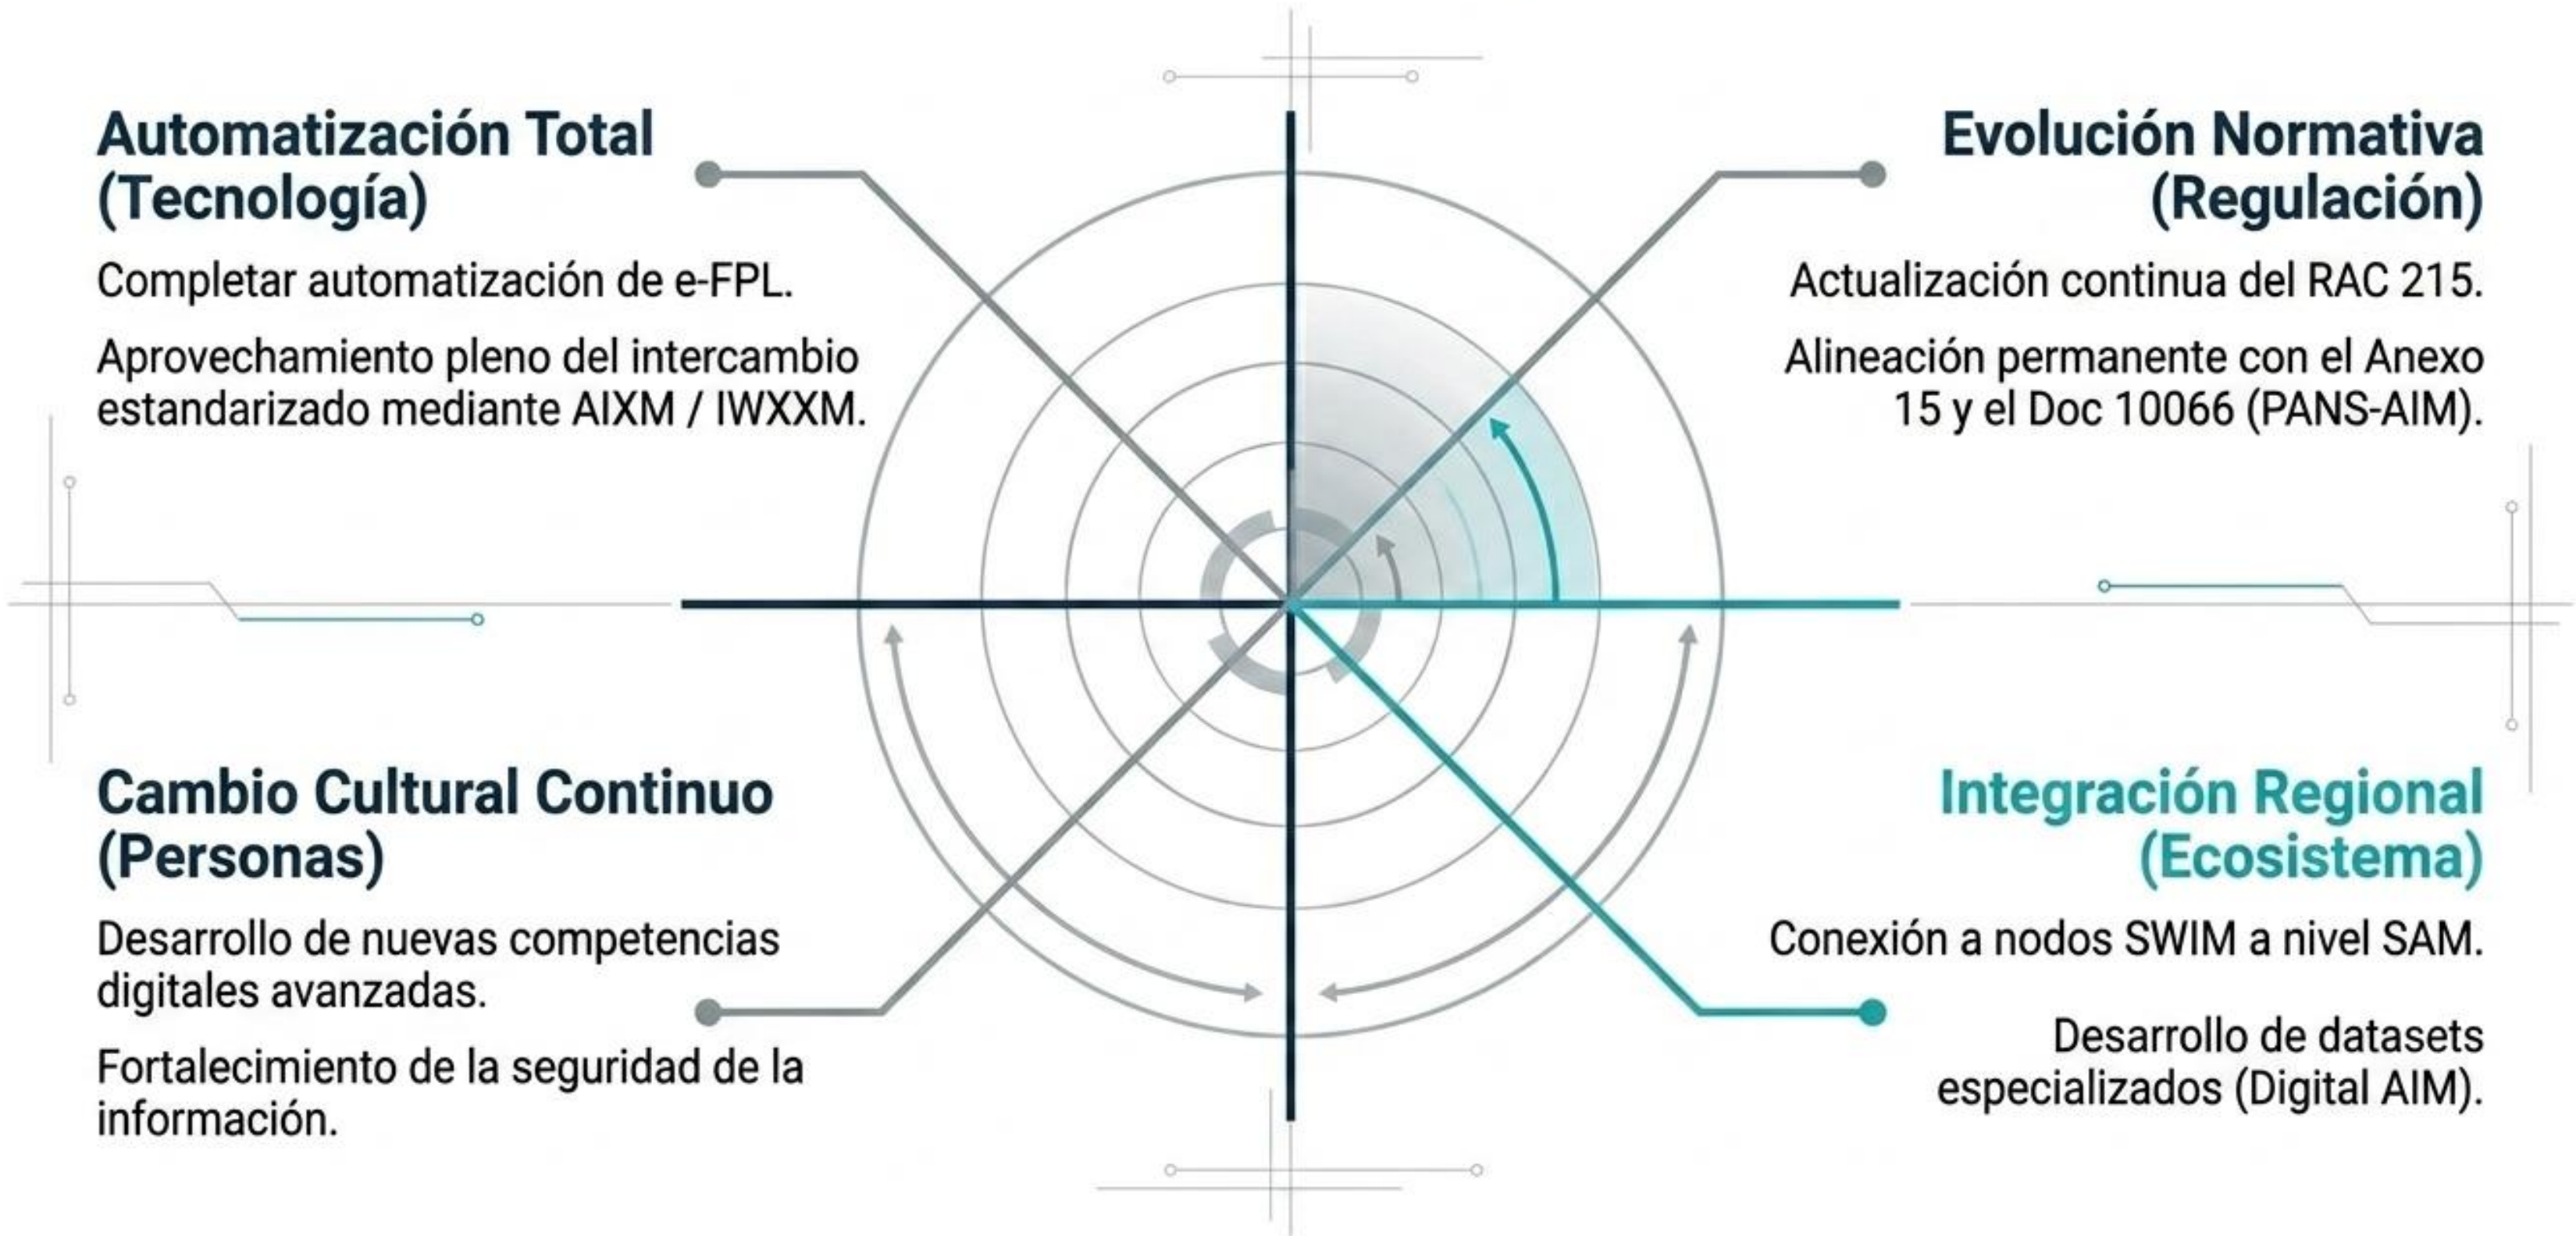 Automatización Total
(Tecnología)
Completar automatización de e-FPL.
Aprovechamiento pleno del intercambio
estandarizado mediante AIXM / IWXXM.
Evolución Normativa
(Regulación)
Actualización continua del RAC 215.
Alineación permanente con el Anexo
15 y el Doc 10066 (PANS-AIM).
Cambio Cultural Continuo
(Personas)
Desarrollo de nuevas competencias
digitales avanzadas.
Fortalecimiento de la seguridad de la
información.
Integración Regional
(Ecosistema)
Conexión a nodos SWIM a nivel SAM.
Desarrollo de datasets
especializados (Digital AIM).